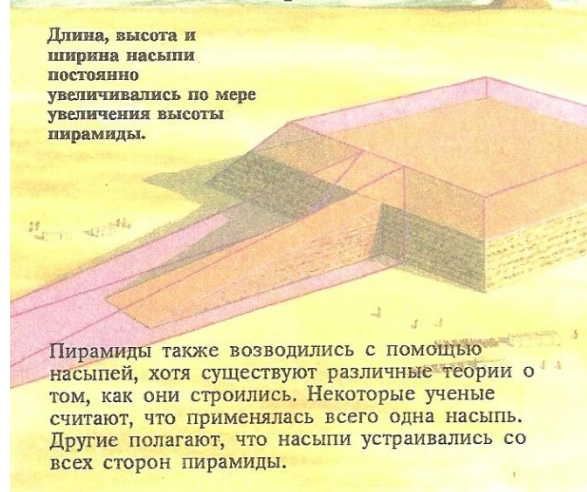 Длина, высота и
ширина насыпи
постоянно
увеличивались по мере
увеличения высоты
пирамиды.
Пирамиды также возводились с помощью
насыпей, хотя существуют различные теории о
том, как они строились. Некоторые ученые
считают, что применялась всего одна насыпь.
Другие полагают, что насыпи устраивались со
всех сторон пирамиды.